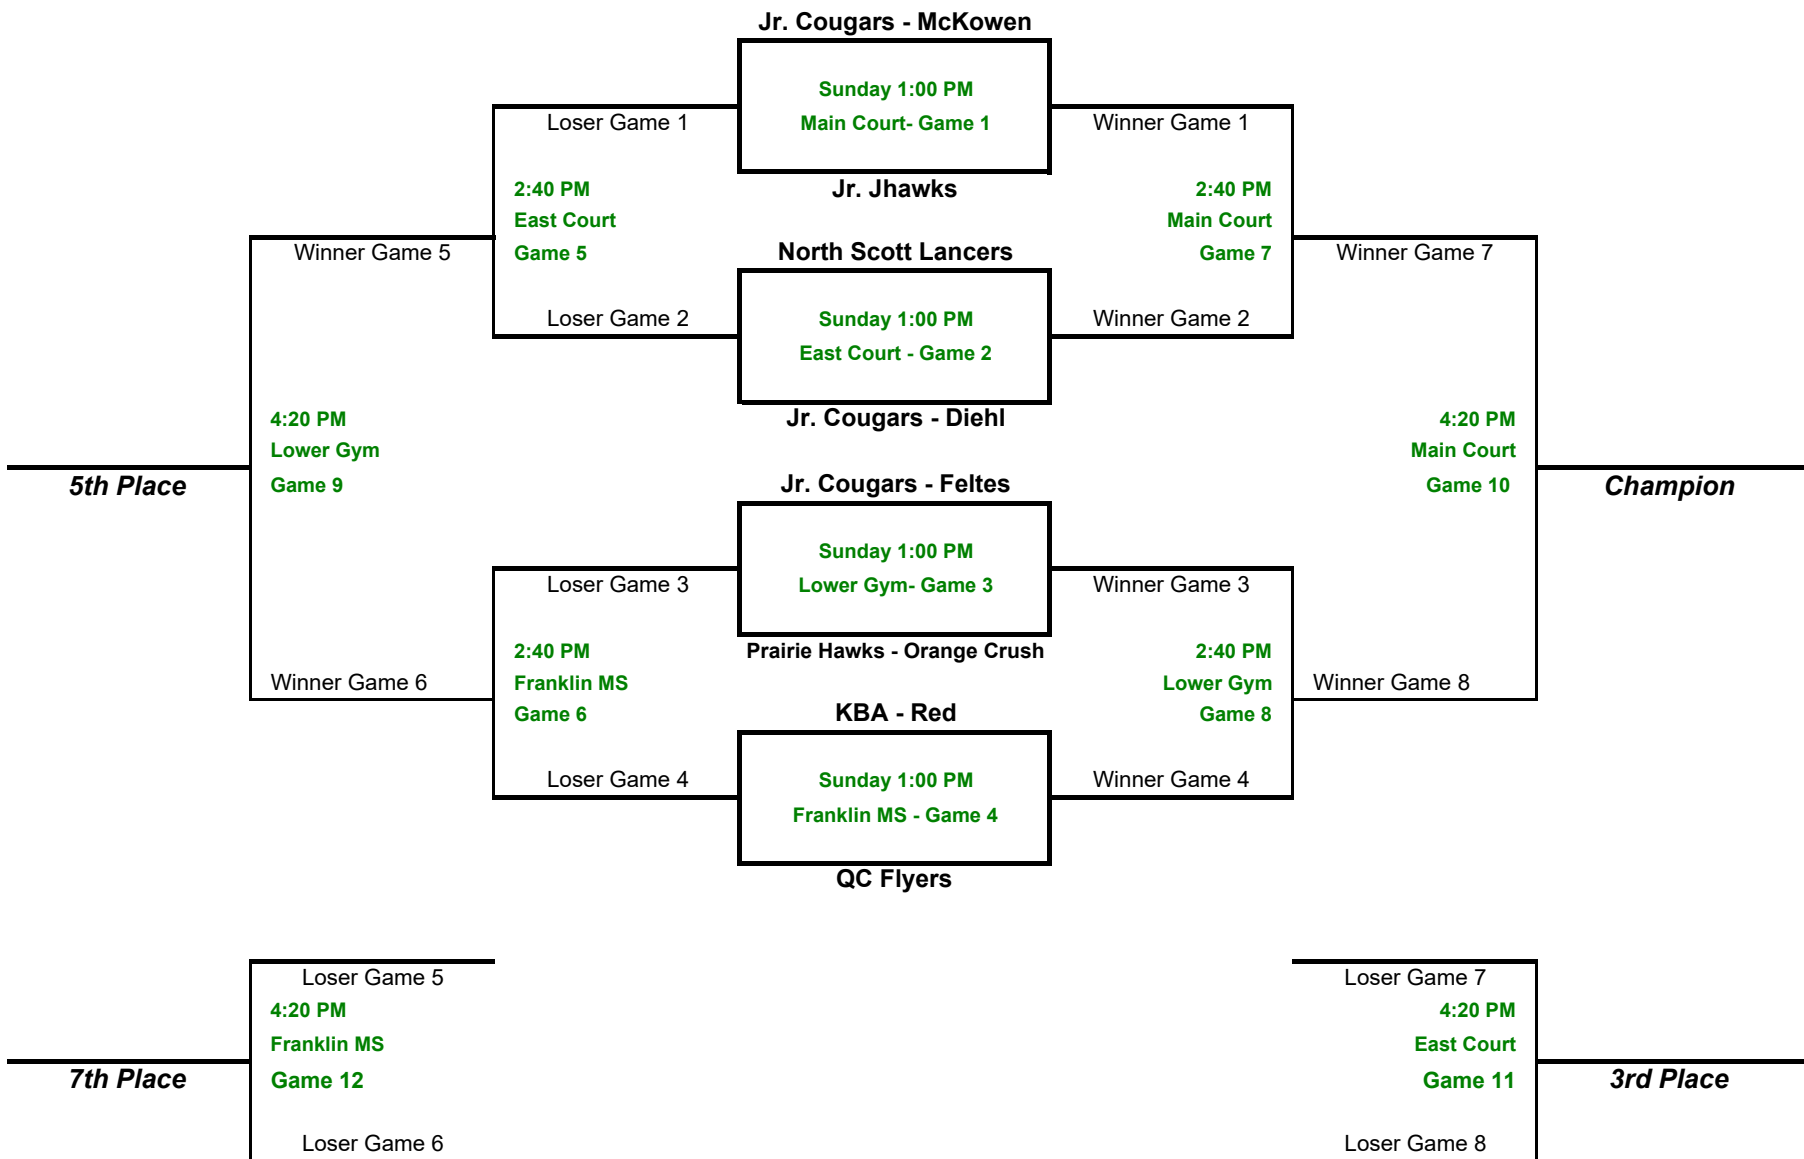 Jr. Cougars - McKowen
Sunday 1:00 PM
Loser Game 1
Main Court- Game 1
Winner Game 1
2:40 PM
Jr. Jhawks
2:40 PM
East Court
Main Court
Winner Game 5
Game 5
North Scott Lancers
Game 7
Winner Game 7
Loser Game 2
Sunday 1:00 PM
Winner Game 2
East Court - Game 2
4:20 PM
Jr. Cougars - Diehl
4:20 PM
Lower Gym
Main Court
5th Place
Game 9
Jr. Cougars - Feltes
Game 10
Champion
Sunday 1:00 PM
Loser Game 3
Lower Gym- Game 3
Winner Game 3
2:40 PM
Prairie Hawks - Orange Crush
2:40 PM
Winner Game 6
Franklin MS
Lower Gym
Winner Game 8
Game 6
KBA - Red
Game 8
Loser Game 4
Sunday 1:00 PM
Winner Game 4
Franklin MS - Game 4
QC Flyers
Loser Game 5
Loser Game 7
4:20 PM
4:20 PM
Franklin MS
East Court
7th Place
Game 12
Game 11
3rd Place
Loser Game 6
Loser Game 8